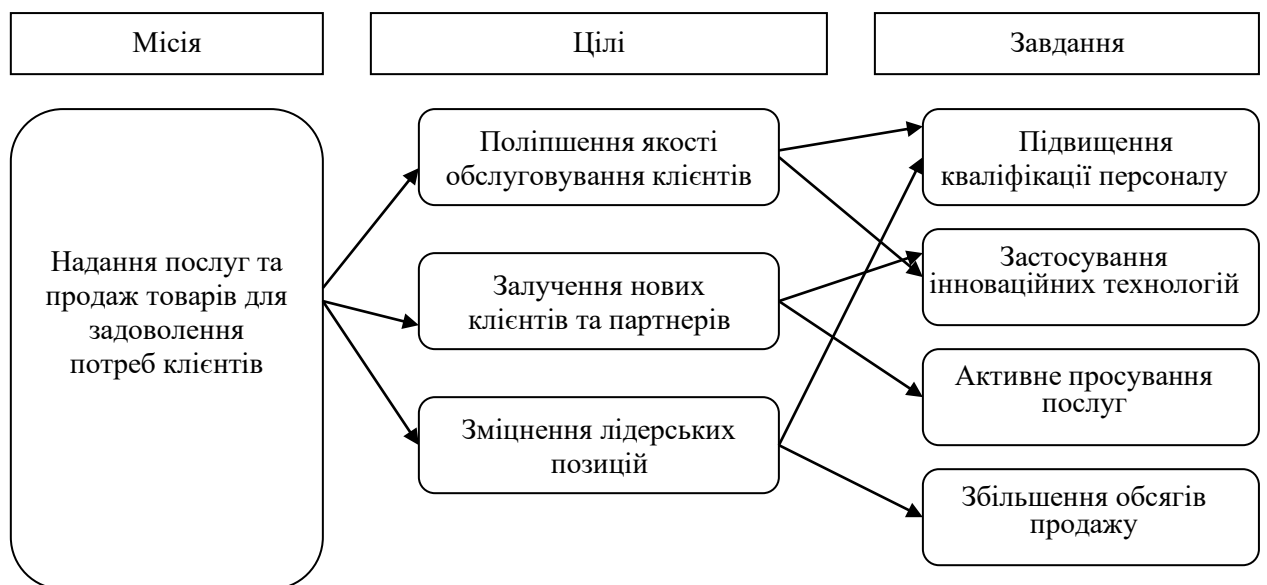 Місія
Цілі
Завдання
Надання послуг та
продаж товарів для
задоволення
потреб клієнтів
Поліпшення якості
обслуговування клієнтів
Залучення нових
клієнтів та партнерів
Зміцнення лідерських
позицій
Підвищення
кваліфікації персоналу
Застосування
інноваційних технологій
Активне просування
послуг
Збільшення обсягів
продажу